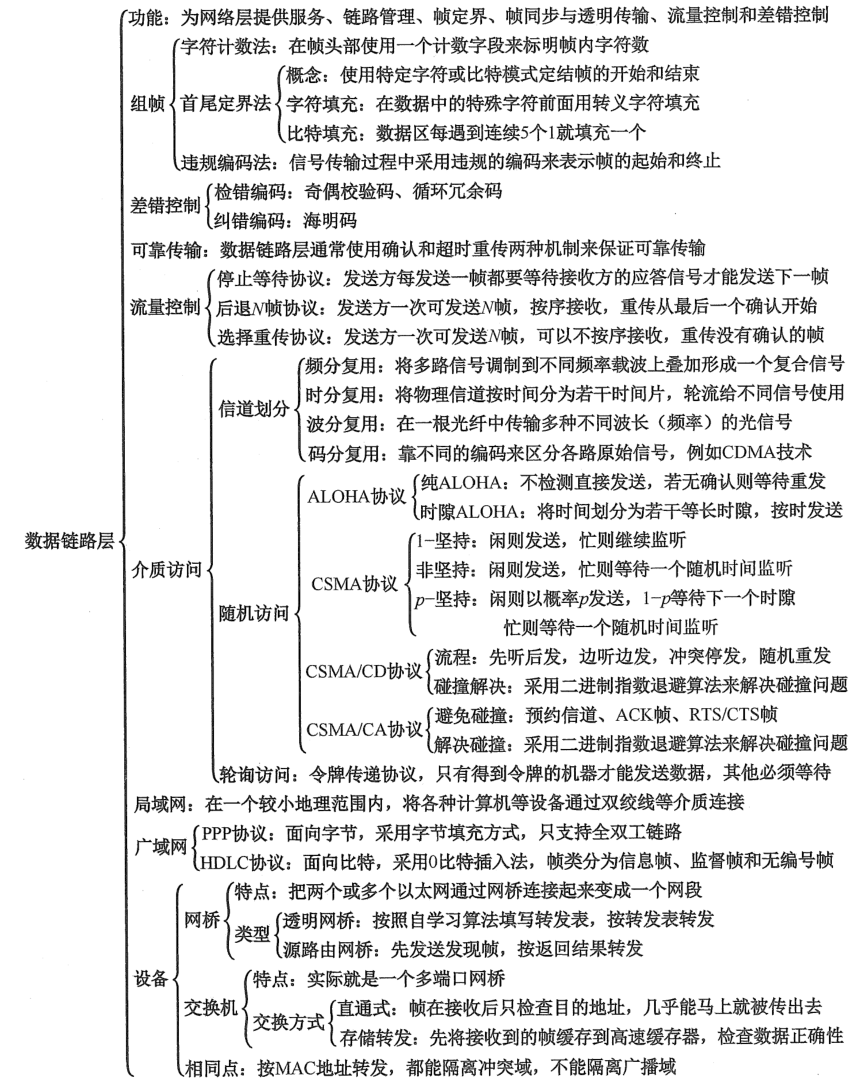 功能：为网络层提供服务、链路管理、帧定界、帧同步与透明传输、流量控制和差错控制
字符计数法：在帧头部使用一个计数字段来标明帧内字符数
概念：使用特定字符或比特模式定结帧的开始和结束
组帧
首尾定界法
字符填充：在数据中的特殊字符前面用转义字符填充
比特填充：数据区每遇到连续5个1就填充一个
违规编码法：信号传输过程中采用违规的编码来表示帧的起始和终止
差错控制
检错编码：奇偶校验码、循环冗余码
纠错编码：海明码
可靠传输：数据链路层通常使用确认和超时重传两种机制来保证可靠传输
停止等待协议：发送方每发送一帧都要等待接收方的应答信号才能发送下一帧
流量控制
后退N帧协议：发送方一次可发送N帧，按序接收，重传从最后一个确认开始
选择重传协议：发送方一次可发送N帧，可以不按序接收，重传没有确认的帧
频分复用：将多路信号调制到不同频率载波上叠加形成一个复合信号
信道划分
时分复用：将物理信道按时间分为若干时间片，轮流给不同信号使用
波分复用：在一根光纤中传输多种不同波长（频率）的光信号
码分复用：靠不同的编码来区分各路原始信号，例如CDMA技术
ALOHA协议
纯ALOHA：不检测直接发送，若无确认则等待重发
时隙ALOHA：将时间划分为若干等长时隙，按时发送
数据链路层
介质访问
1-坚持：闲则发送，忙则继续监听
CSMA协议
非坚持：闲则发送，忙则等待一个随机时间监听
随机访问
p-坚持：闲则以概率p发送，1-p等待下一个时隙
忙则等待一个随机时间监听
CSMA/CD协议
流程：先听后发，边听边发，冲突停发，随机重发
碰撞解决：采用二进制指数退避算法来解决碰撞问题
CSMA/CA协议
避免碰撞：预约信道、ACK帧、RTS/CTS帧
解决碰撞：采用二进制指数退避算法来解决碰撞问题
轮询访问：令牌传递协议，只有得到令牌的机器才能发送数据，其他必须等待
局域网：在一个较小地理范围内，将各种计算机等设备通过双绞线等介质连接
广域网
PPP协议：面向字节，采用字节填充方式，只支持全双工链路
HDLC协议：面向比特，采用0比特插入法，帧类分为信息帧、监督帧和无编号帧
特点：把两个或多个以太网通过网桥连接起来变成一个网段
网桥
类型
透明网桥：按照自学习算法填写转发表，按转发表转发
源路由网桥：先发送发现帧，按返回结果转发
设备
特点：实际就是一个多端口网桥
交换机
交换方式
直通式：帧在接收后只检查目的地址，几乎能马上就被传出去
存储转发：先将接收到的帧缓存到高速缓存器，检查数据正确性
相同点：按MAC地址转发，都能隔离冲突域，不能隔离广播域